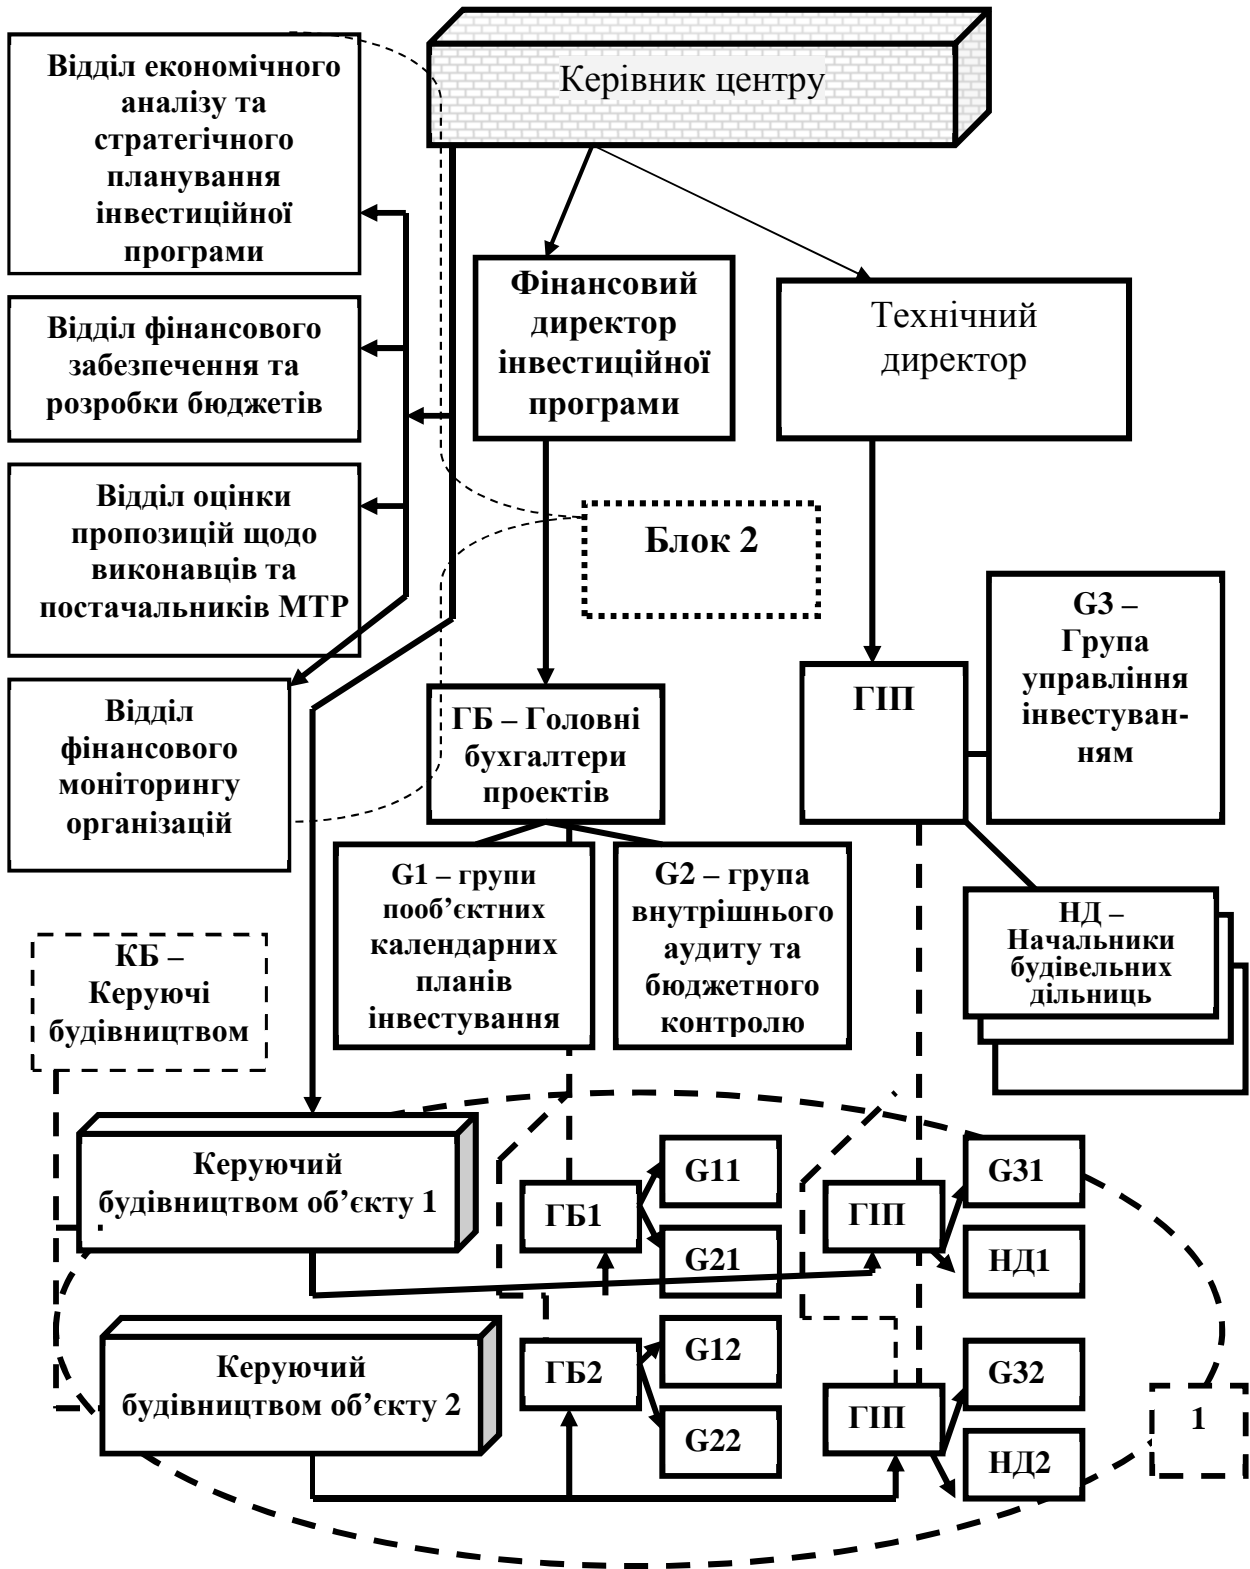 Відділ економічного
аналізу та
стратегічного
планування
інвестиційної
програми
Керівник центру
Відділ фінансового
забезпечення та
розробки бюджетів
Фінансовий
директор
інвестиційної
програми
Технічний
директор
Відділ оцінки
пропозицій щодо
виконавців та
постачальників МТР
Блок 2
G3 –
Група
управління
інвестуван-
ням
Відділ
фінансового
моніторингу
організацій
ГБ – Головні
бухгалтери
проектів
ГІП
G1 – групи
пооб’єктних
календарних
планів
інвестування
G2 – група
внутрішнього
аудиту та
бюджетного
контролю
НД –
Начальники
будівельних
дільниць
КБ –
Керуючі
будівництвом
Керуючий
будівництвом об’єкту 1
ГБ1
G11
G21
ГІП
G31
НД1
Керуючий
будівництвом об’єкту 2
ГБ2
G12
G22
ГІП
G32
НД2
1